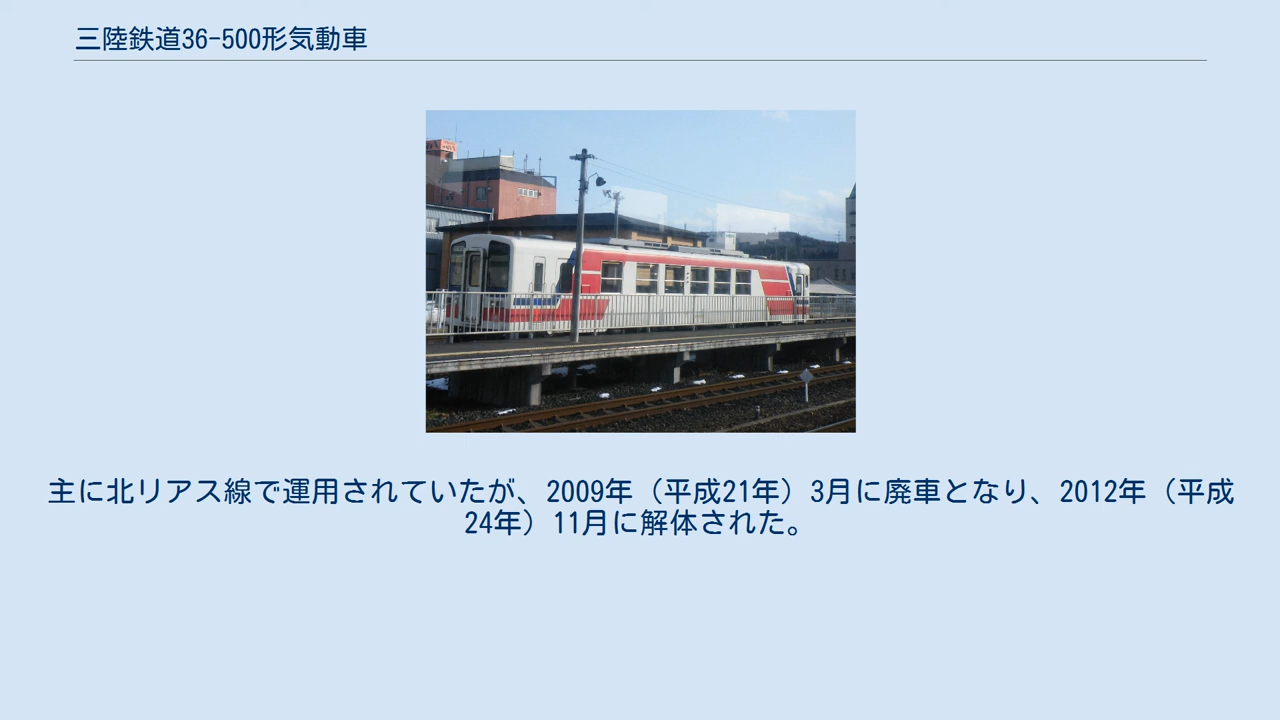 三陸鉄道36-500形気動車
主に北リアス線で運用されていたが、2009年（平成21年）3月に廃車となり、2012年（平成
24年）11月に解体された。